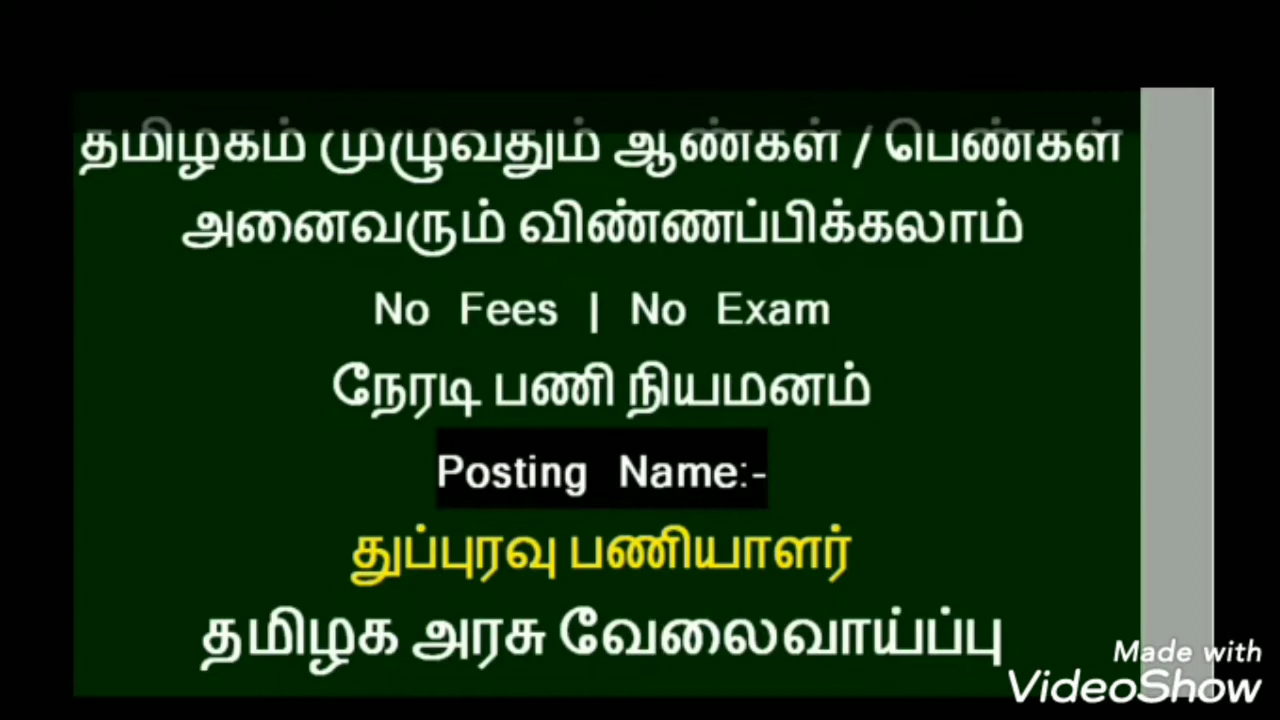 தமிழகம் முழுவதும் ஆண்கள் / பெண்கள்
அனைவரும் விண்ணப்பிக்கலாம்
No Fees | No Exam
நேரடி பணி நியமனம்
Posting Name:-
துப்புரவு பணியாளர்
தமிழக அரசு வேலைவாய்ப்பு
Made with
VideoShow